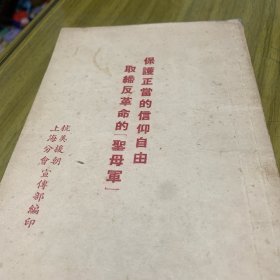 保護正當的信仰自由
取締反革命的「聖母軍」
抗美援朝
上海分會宣傳部編印